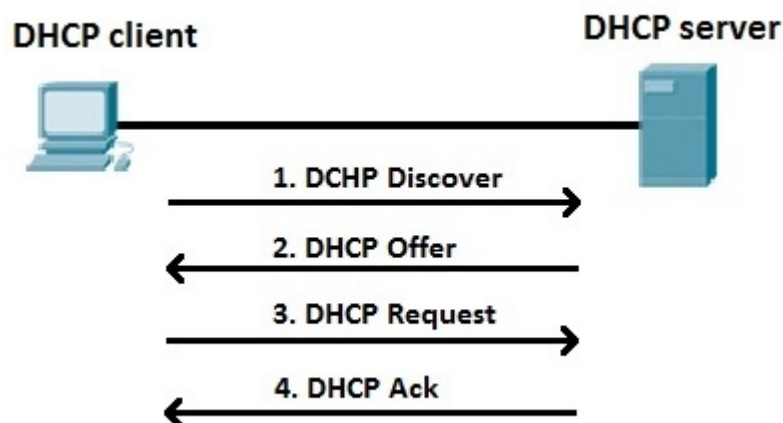 DHCP client
DHCP server
1. DCHP Discover
2. DHCP Offer
3. DHCP Request
4. DHCP Ack